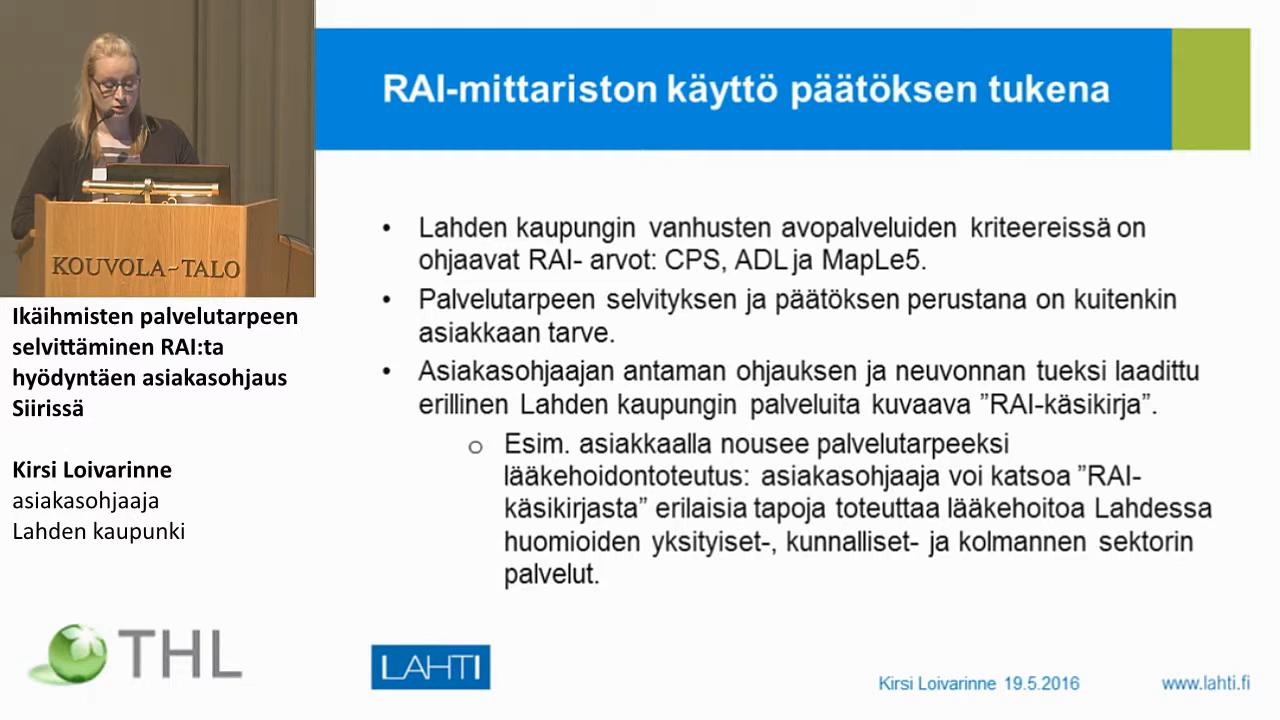 RAI-mittariston käyttö päätöksen tukena
KOUVOLA-TALO
Ikäihmisten palvelutarpeen
selvittäminen RAI:ta
hyödyntäen asiakasohjaus
Siirissä
Kirsi Loivarinne
asiakasohjaaja
Lahden kaupunki
THL
• Lahden kaupungin vanhusten avopalveluiden kriteereissä on
ohjaavat RAI- arvot: CPS, ADL ja MapLe5.
• Palvelutarpeen selvityksen ja päätöksen perustana on kuitenkin
asiakkaan tarve.
• Asiakasohjaajan antaman ohjauksen ja neuvonnan tueksi laadittu
erillinen Lahden kaupungin palveluita kuvaava ”RAI-käsikirja”.
o Esim. asiakkaalla nousee palvelutarpeeksi
lääkehoidontoteutus: asiakasohjaaja voi katsoa ”RAI-
käsikirjasta” erilaisia tapoja toteuttaa lääkehoitoa Lahdessa
huomioiden yksityiset-, kunnalliset- ja kolmannen sektorin
palvelut.
LAHTI
Kirsi Loivarinne 19.5.2016
www.lahti.fi